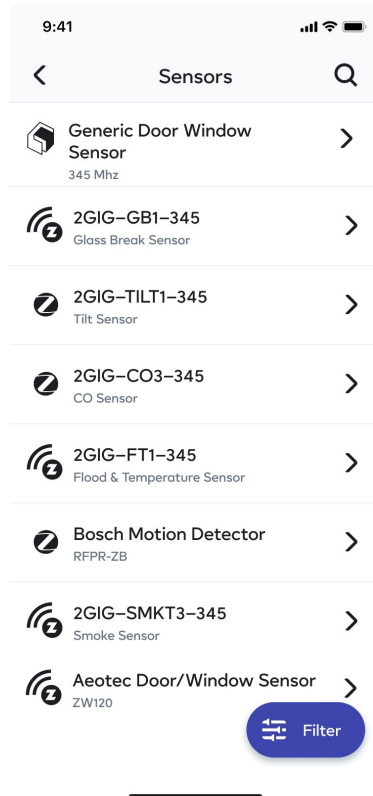 9:41
Sensors
Generic Door Window
Sensor
345 Mhz
2GIG–GB1–345
Glass Break Sensor
2GIG–TILT1–345
Tilt Sensor
2GIG–CO3–345
CO Sensor
2GIG–FT1–345
Flood & Temperature Sensor
Bosch Motion Detector
RFPR-ZB
2GIG–SMKT3–345
Smoke Sensor
Aeotec Door/Window Sensor
ZW120
Filter